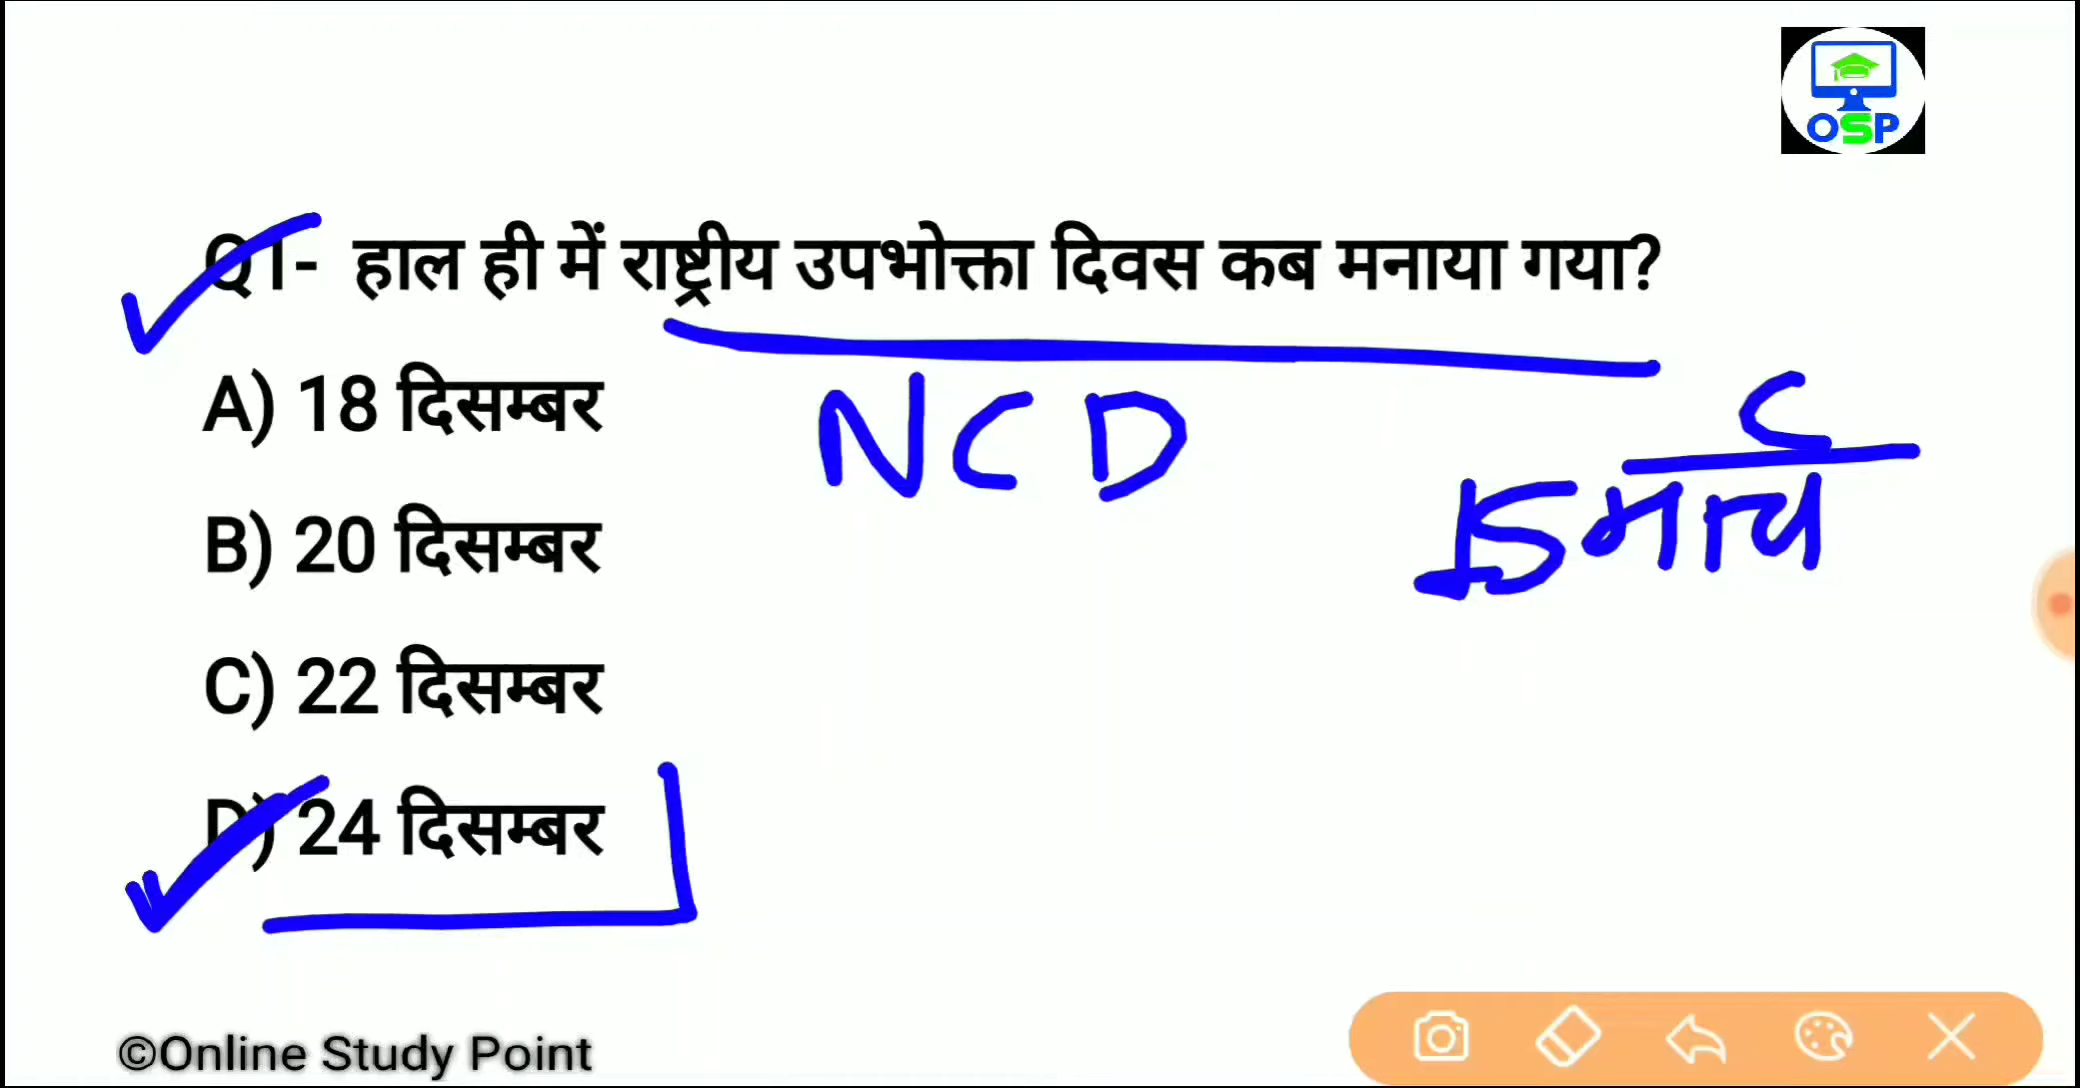 OSP
Q1- हाल ही में राष्ट्रीय उपभोक्ता दिवस कब मनाया गया?
A) 18 दिसम्बर
NCD
B) 20 दिसम्बर
15 मार्च
C) 22 दिसम्बर
D) 24 दिसम्बर
©Online Study Point